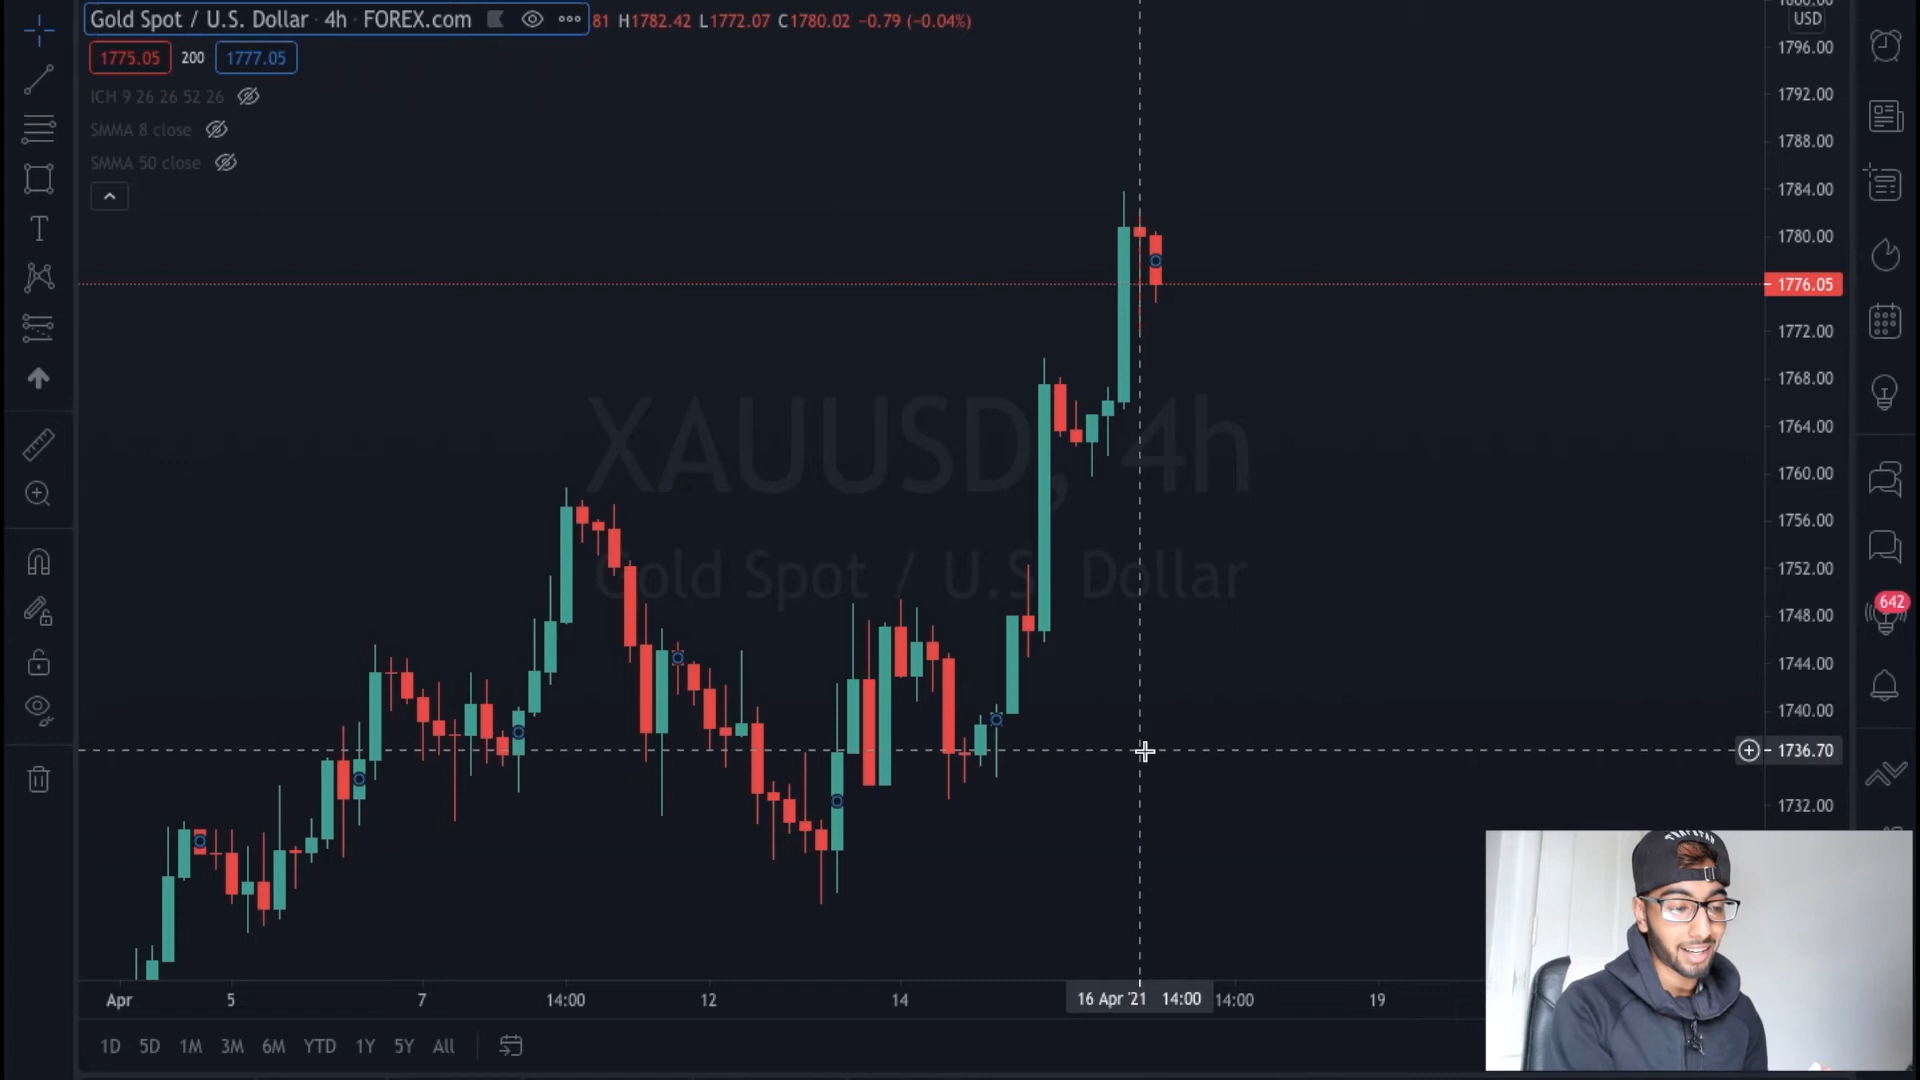 Gold Spot / U.S. Dollar · 4h · FOREX.com 81 H1782.42 L1772.07 C1780.02 −0.79 (−0.04%)
USD
1775.05 200 1777.05
ICH 9 26 26 52 26
SMMA 8 close
SMMA 50 close
1796.00
1792.00
1788.00
1784.00
1780.00
1776.05
1772.00
1768.00
1764.00
1760.00
1756.00
1752.00
1748.00
1744.00
1740.00
1736.70
1732.00
XAUUSD, 4h
Gold Spot / U.S. Dollar
642
Apr 5 7 14:00 12 14 16 Apr '21 14:00 14:00 19
1D 5D 1M 3M 6M YTD 1Y 5Y All